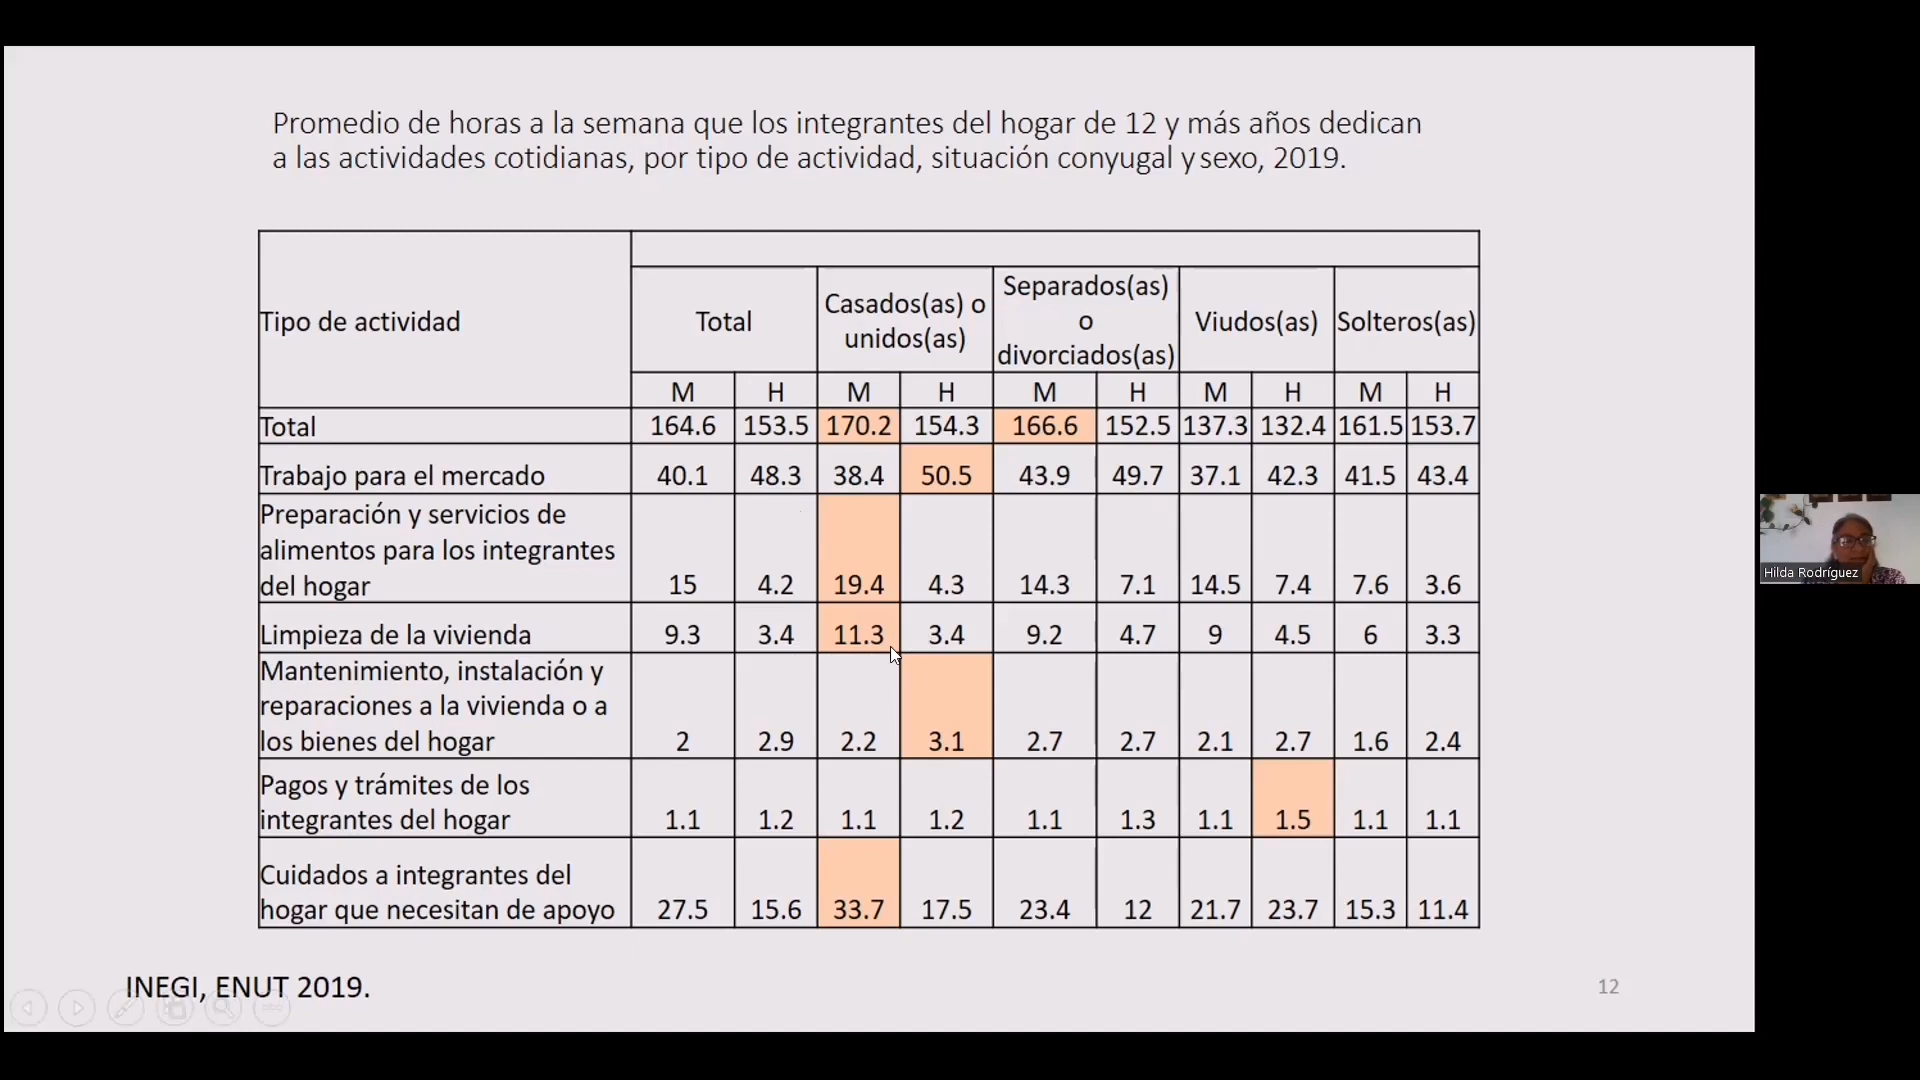 Promedio de horas a la semana que los integrantes del hogar de 12 y más años dedican
a las actividades cotidianas, por tipo de actividad, situación conyugal y sexo, 2019.
Tipo de actividad
Total
Casados(as) o
unidos(as)
Separados(as)
o
divorciados(as)
Viudos(as)
Solteros(as)
M H M H M H M H M H
Total 164.6 153.5 170.2 154.3 166.6 152.5 137.3 132.4 161.5 153.7
Trabajo para el mercado 40.1 48.3 38.4 50.5 43.9 49.7 37.1 42.3 41.5 43.4
Preparación y servicios de
alimentos para los integrantes
del hogar 15 4.2 19.4 4.3 14.3 7.1 14.5 7.4 7.6 3.6
Limpieza de la vivienda 9.3 3.4 11.3 3.4 9.2 4.7 9 4.5 6 3.3
Mantenimiento, instalación y
reparaciones a la vivienda o a
los bienes del hogar 2 2.9 2.2 3.1 2.7 2.7 2.1 2.7 1.6 2.4
Pagos y trámites de los
integrantes del hogar 1.1 1.2 1.1 1.2 1.1 1.3 1.1 1.5 1.1 1.1
Cuidados a integrantes del
hogar que necesitan de apoyo 27.5 15.6 33.7 17.5 23.4 12 21.7 23.7 15.3 11.4
INEGI, ENUT 2019.
12
Hilda Rodríguez